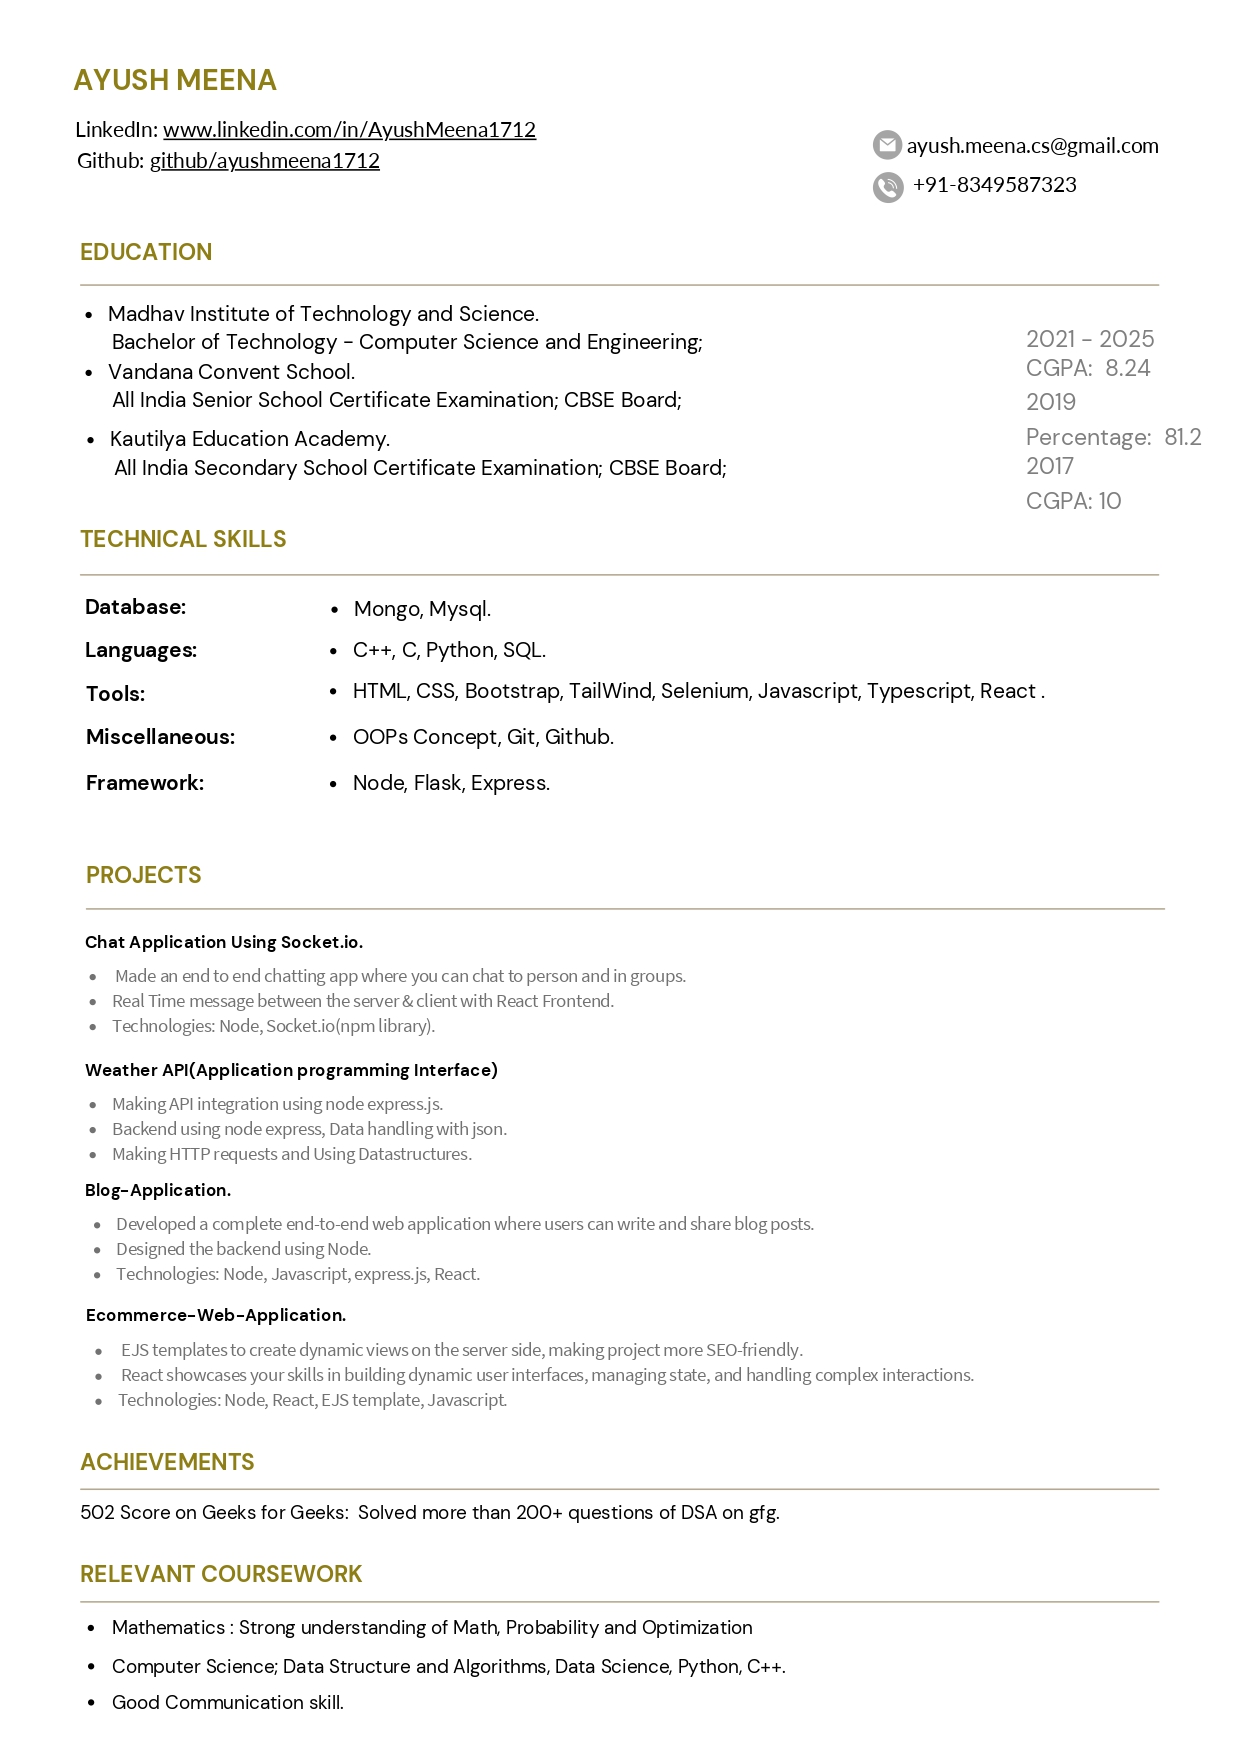 AYUSH MEENA
LinkedIn: www.linkedin.com/in/AyushMeena1712
Github: github/ayushmeena1712
ayush.meena.cs@gmail.com
+91-8349587323
EDUCATION
• Madhav Institute of Technology and Science.
Bachelor of Technology - Computer Science and Engineering;
2021 - 2025
CGPA: 8.24
• Vandana Convent School.
All India Senior School Certificate Examination; CBSE Board;
2019
Percentage: 81.2
• Kautilya Education Academy.
All India Secondary School Certificate Examination; CBSE Board;
2017
CGPA: 10
TECHNICAL SKILLS
Database: • Mongo, Mysql.
Languages: • C++, C, Python, SQL.
Tools: • HTML, CSS, Bootstrap, TailWind, Selenium, Javascript, Typescript, React .
Miscellaneous: • OOPs Concept, Git, Github.
Framework: • Node, Flask, Express.
PROJECTS
Chat Application Using Socket.io.
• Made an end to end chatting app where you can chat to person and in groups.
• Real Time message between the server & client with React Frontend.
• Technologies: Node, Socket.io(npm library).
Weather API(Application programming Interface)
• Making API integration using node express.js.
• Backend using node express, Data handling with json.
• Making HTTP requests and Using Datastructures.
Blog-Application.
• Developed a complete end-to-end web application where users can write and share blog posts.
• Designed the backend using Node.
• Technologies: Node, Javascript, express.js, React.
Ecommerce-Web-Application.
• EJS templates to create dynamic views on the server side, making project more SEO-friendly.
• React showcases your skills in building dynamic user interfaces, managing state, and handling complex interactions.
• Technologies: Node, React, EJS template, Javascript.
ACHIEVEMENTS
502 Score on Geeks for Geeks: Solved more than 200+ questions of DSA on gfg.
RELEVANT COURSEWORK
• Mathematics : Strong understanding of Math, Probability and Optimization
• Computer Science; Data Structure and Algorithms, Data Science, Python, C++.
• Good Communication skill.